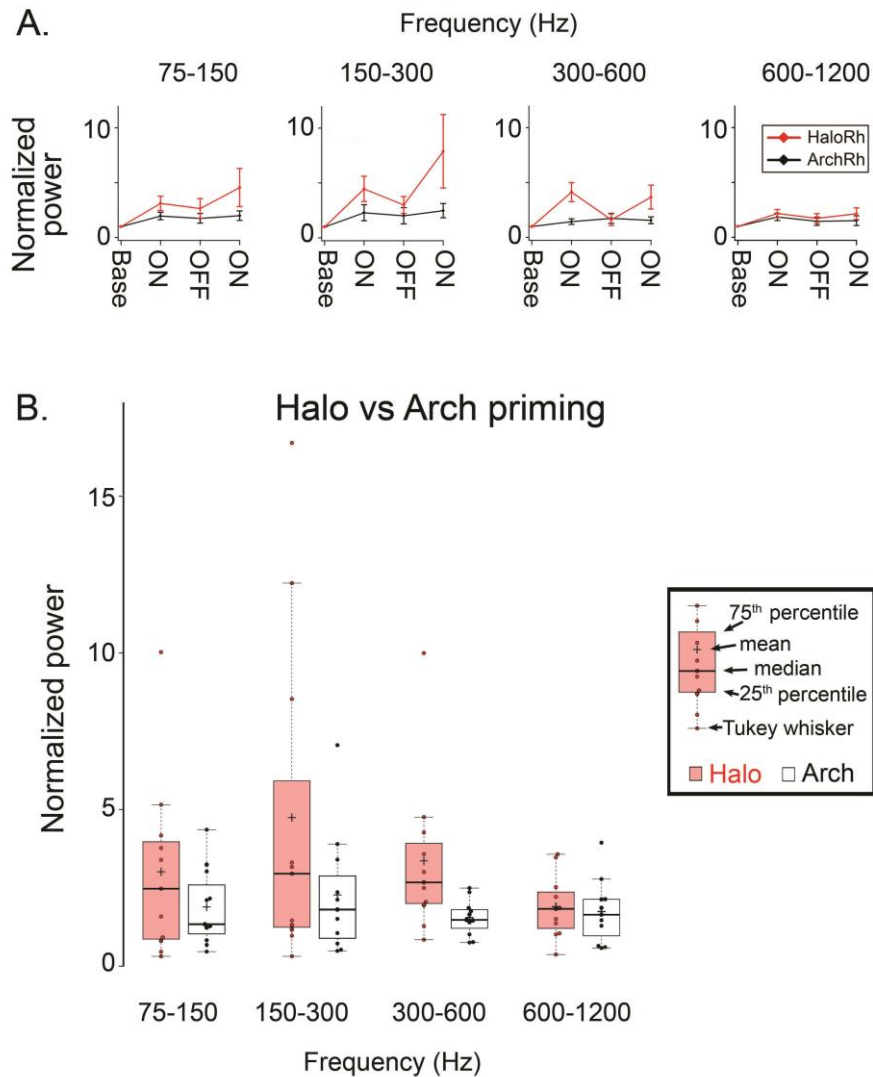 A.
Frequency (Hz)
75-150 150-300 300-600 600-1200
Normalized power
10 10 10 10
0 0 0 0
Base ON OFF ON Base ON OFF ON Base ON OFF ON Base ON OFF ON
HaloRh
ArchRh
B. Halo vs Arch priming
Normalized power
15
10
5
0
75-150 150-300 300-600 600-1200
Frequency (Hz)
75th percentile
mean
median
25th percentile
Tukey whisker
Halo Arch